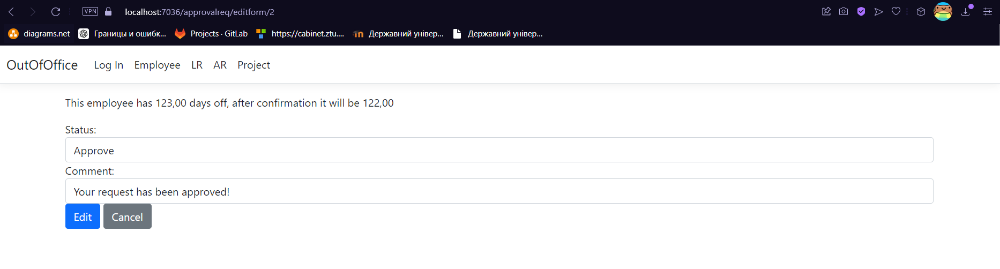 VPN localhost:7036/approvalreq/editform/2
diagrams.net Границы и ошибк... Projects · GitLab https://cabinet.ztu.... Державний універ... Державний універ...
OutOfOffice Log In Employee LR AR Project
This employee has 123,00 days off, after confirmation it will be 122,00
Status:
Approve
Comment:
Your request has been approved!
Edit Cancel